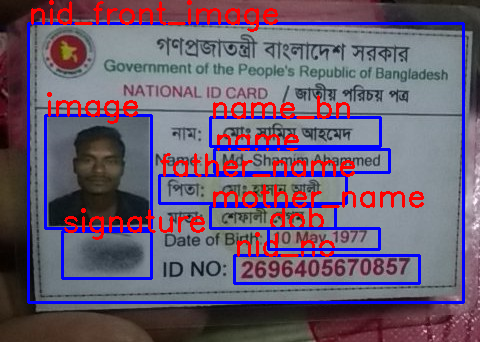 nid_front_image
গণপ্রজাতন্ত্রী বাংলাদেশ সরকার
Government of the People's Republic of Bangladesh
NATIONAL ID CARD / জাতীয় পরিচয় পত্র
image
name_bn
নাম: মোঃ সামিম আহমেদ
name
Name: Md. Shamim Ahammed
father_name
পিতা: মোঃ হাসান আলী
mother_name
মাতা: শেফালী বেগম
signature
dob
Date of Birth: 10 May 1977
nid_no
ID NO: 2696405670857